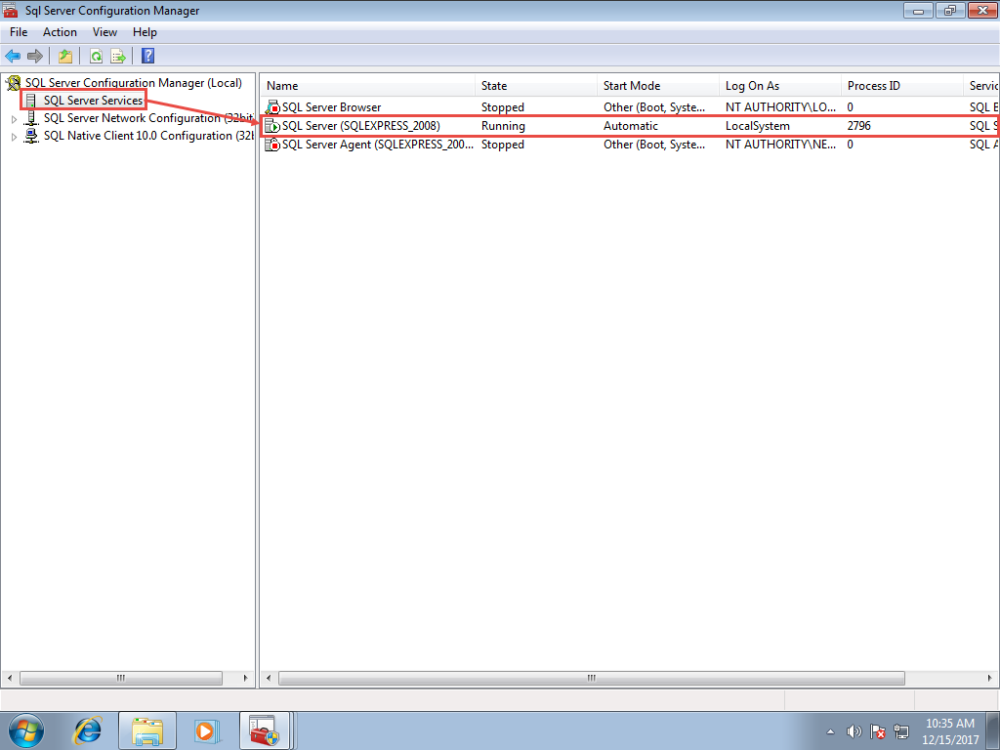 Sql Server Configuration Manager
File Action View Help
SQL Server Configuration Manager (Local)
SQL Server Services
SQL Server Network Configuration (32bit
SQL Native Client 10.0 Configuration (32
Name State Start Mode Log On As Process ID Servic
SQL Server Browser Stopped Other (Boot, Syste... NT AUTHORITY\LO... 0 SQL B
SQL Server (SQLEXPRESS_2008) Running Automatic LocalSystem 2796 SQL S
SQL Server Agent (SQLEXPRESS_200... Stopped Other (Boot, Syste... NT AUTHORITY\NE... 0 SQL A
10:35 AM
12/15/2017